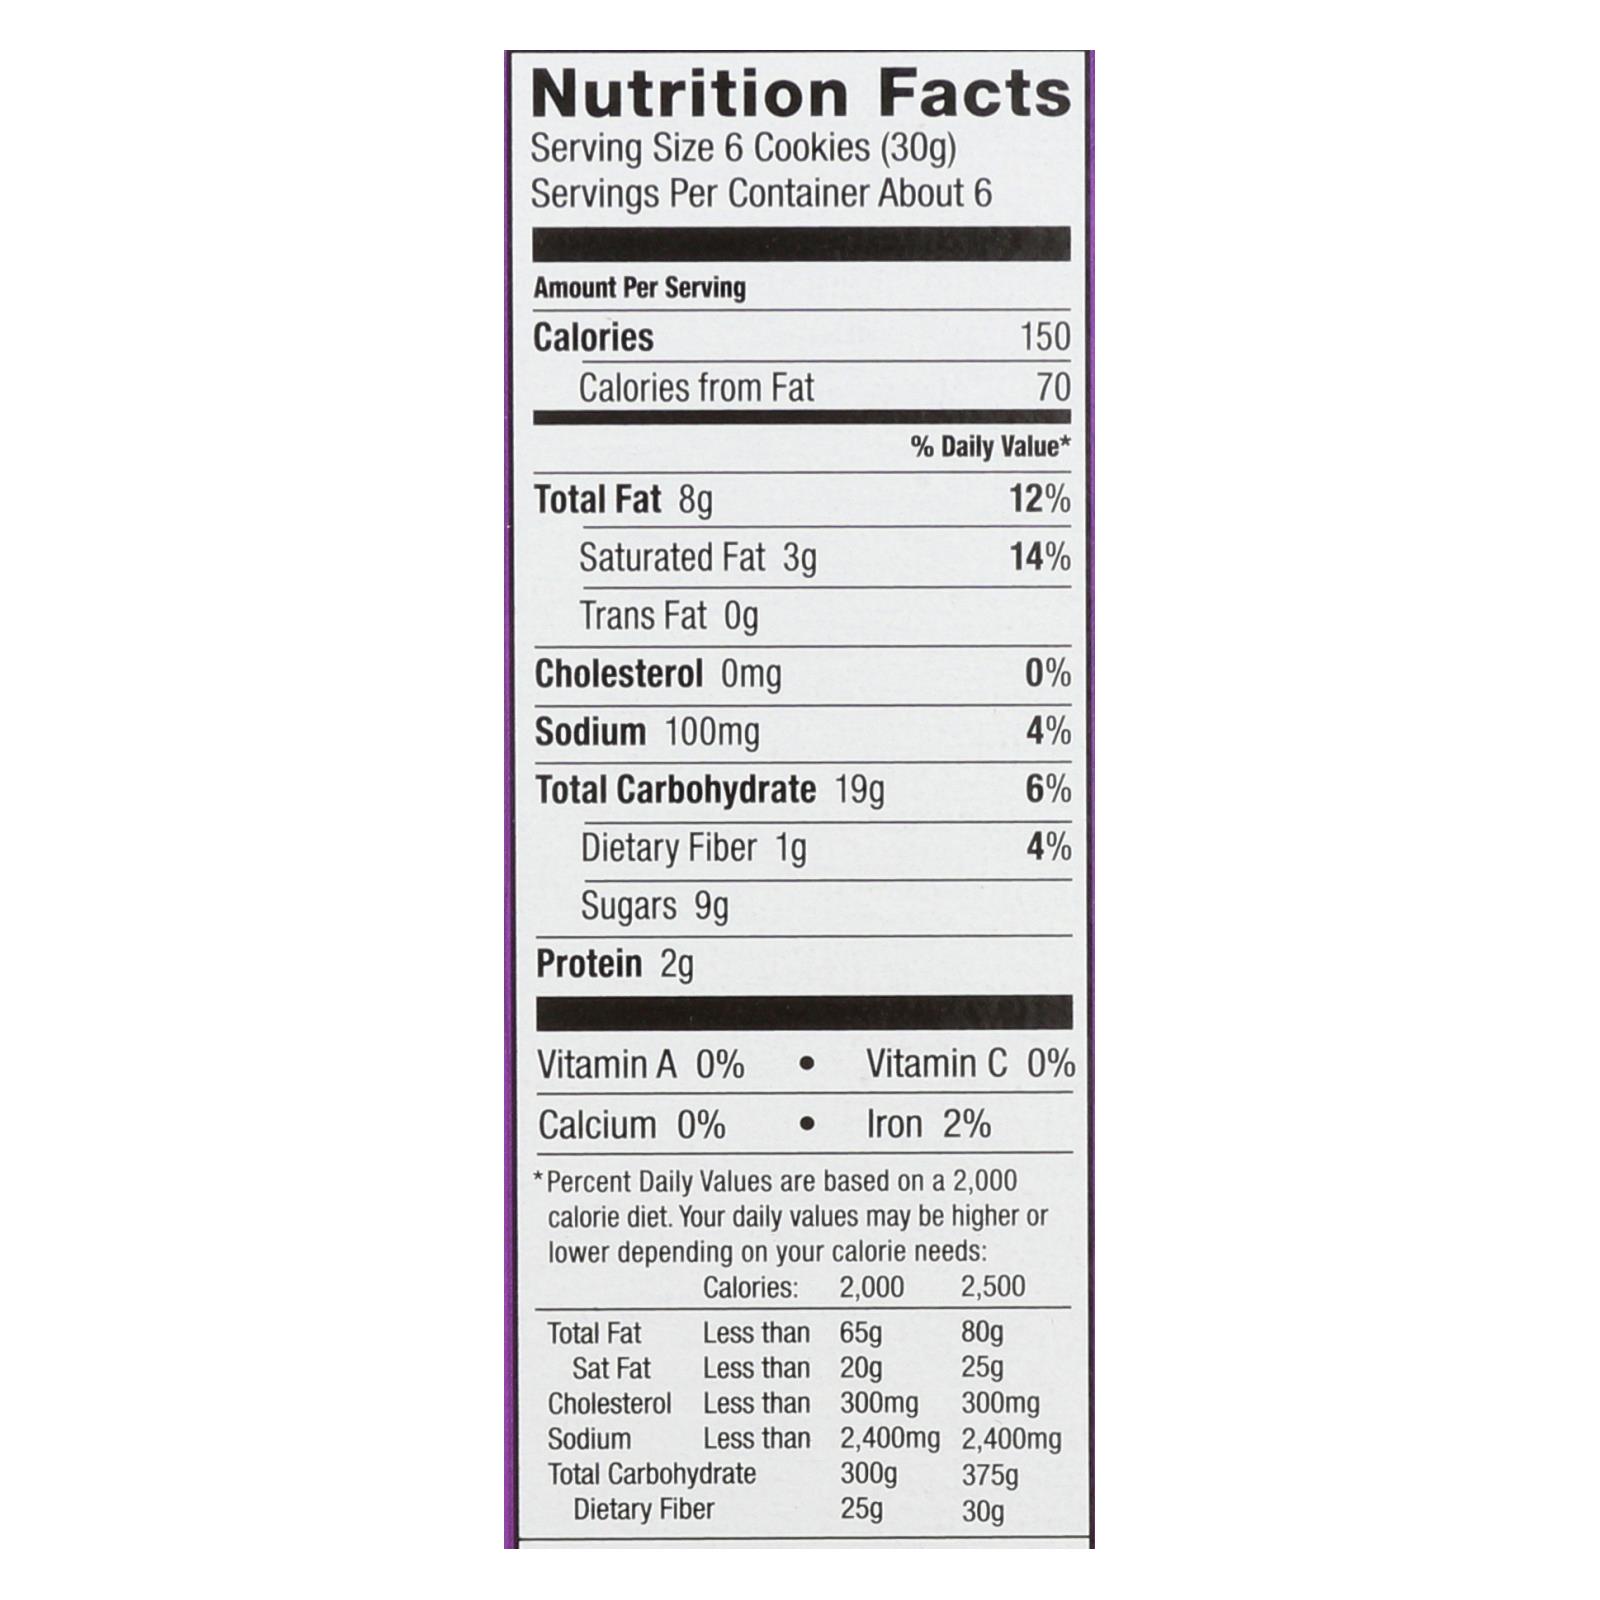 Nutrition Facts
Serving Size 6 Cookies (30g)
Servings Per Container About 6
Amount Per Serving
Calories 150
Calories from Fat 70
% Daily Value*
Total Fat 8g 12%
Saturated Fat 3g 14%
Trans Fat 0g
Cholesterol 0mg 0%
Sodium 100mg 4%
Total Carbohydrate 19g 6%
Dietary Fiber 1g 4%
Sugars 9g
Protein 2g
Vitamin A 0% • Vitamin C 0%
Calcium 0% • Iron 2%
*Percent Daily Values are based on a 2,000
calorie diet. Your daily values may be higher or
lower depending on your calorie needs:
Calories: 2,000 2,500
Total Fat Less than 65g 80g
Sat Fat Less than 20g 25g
Cholesterol Less than 300mg 300mg
Sodium Less than 2,400mg 2,400mg
Total Carbohydrate 300g 375g
Dietary Fiber 25g 30g